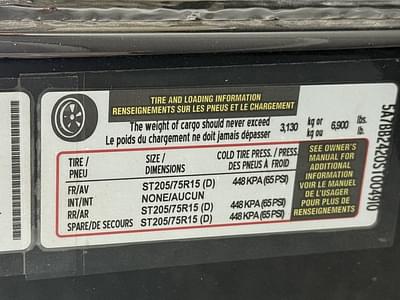 TIRE AND LOADING INFORMATION
RENSEIGNEMENTS SUR LES PNEUS ET LE CHARGEMENT
The weight of cargo should never exceed 3,130 kg or 6,900 lbs.
Le poids du chargement ne doit jamais dépasser kg ou lb.
TIRE / SIZE / COLD TIRE PRESS. / PRESS
PNEU DIMENSIONS DES PNEUS À FROID
FR/AV ST205/75R15 (D) 448 KPA (65 PSI)
INT/INT NONE/AUCUN
RR/AR ST205/75R15 (D) 448 KPA (65 PSI)
SPARE/DE SECOURS ST205/75R15 (D) 448 KPA (65 PSI)
SEE OWNER'S
MANUAL FOR
ADDITIONAL
INFORMATION
VOIR LE MANUEL
DE L'USAGER
POUR PLUS DE
RENSEIGNEMENTS